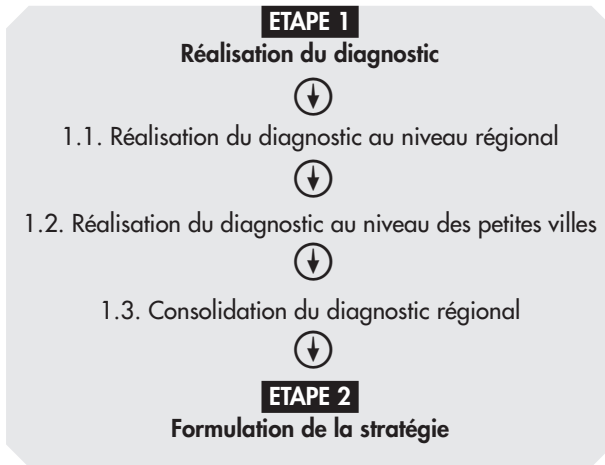 ETAPE 1
Réalisation du diagnostic
1.1. Réalisation du diagnostic au niveau régional
1.2. Réalisation du diagnostic au niveau des petites villes
1.3. Consolidation du diagnostic régional
ETAPE 2
Formulation de la stratégie